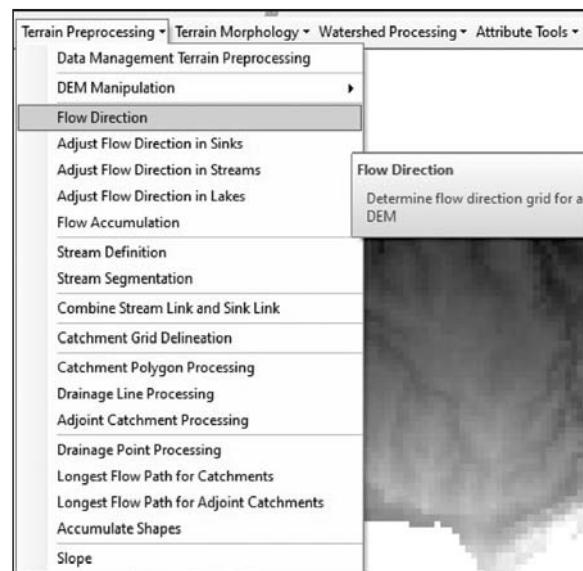 Terrain Preprocessing Terrain Morphology Watershed Processing Attribute Tools
Data Management Terrain Preprocessing
DEM Manipulation
Flow Direction
Adjust Flow Direction in Sinks
Adjust Flow Direction in Streams
Adjust Flow Direction in Lakes
Flow Accumulation
Stream Definition
Stream Segmentation
Combine Stream Link and Sink Link
Catchment Grid Delineation
Catchment Polygon Processing
Drainage Line Processing
Adjoint Catchment Processing
Drainage Point Processing
Longest Flow Path for Catchments
Longest Flow Path for Adjoint Catchments
Accumulate Shapes
Slope
Flow Direction
Determine flow direction grid for a
DEM